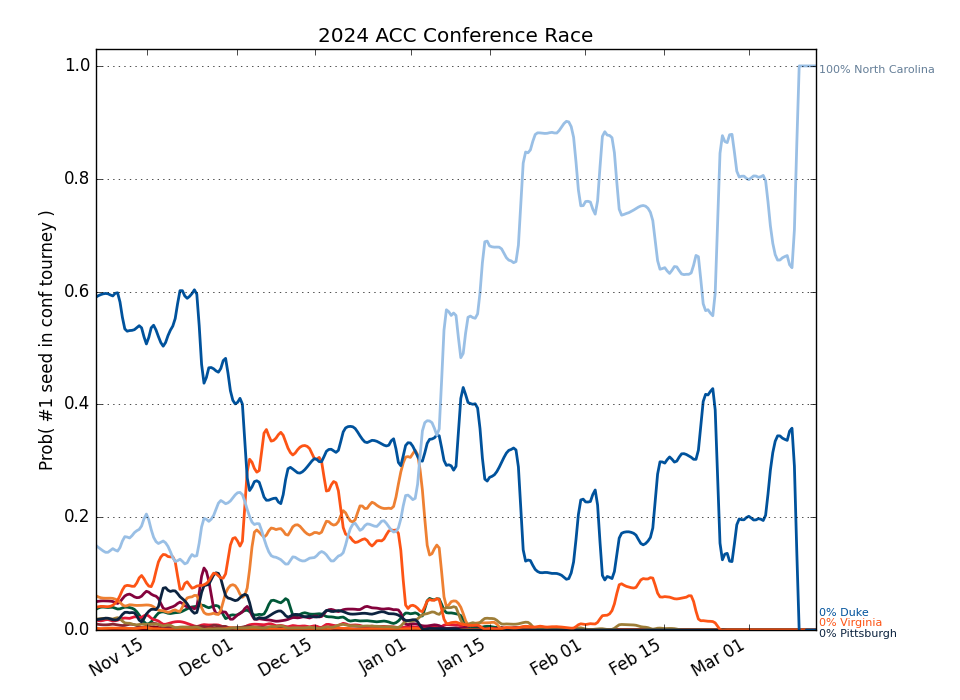 2024 ACC Conference Race
Prob( #1 seed in conf tourney )
1.0
0.8
0.6
0.4
0.2
0.0
100% North Carolina
0% Duke
0% Virginia
0% Pittsburgh
Nov 15
Dec 01
Dec 15
Jan 01
Jan 15
Feb 01
Feb 15
Mar 01